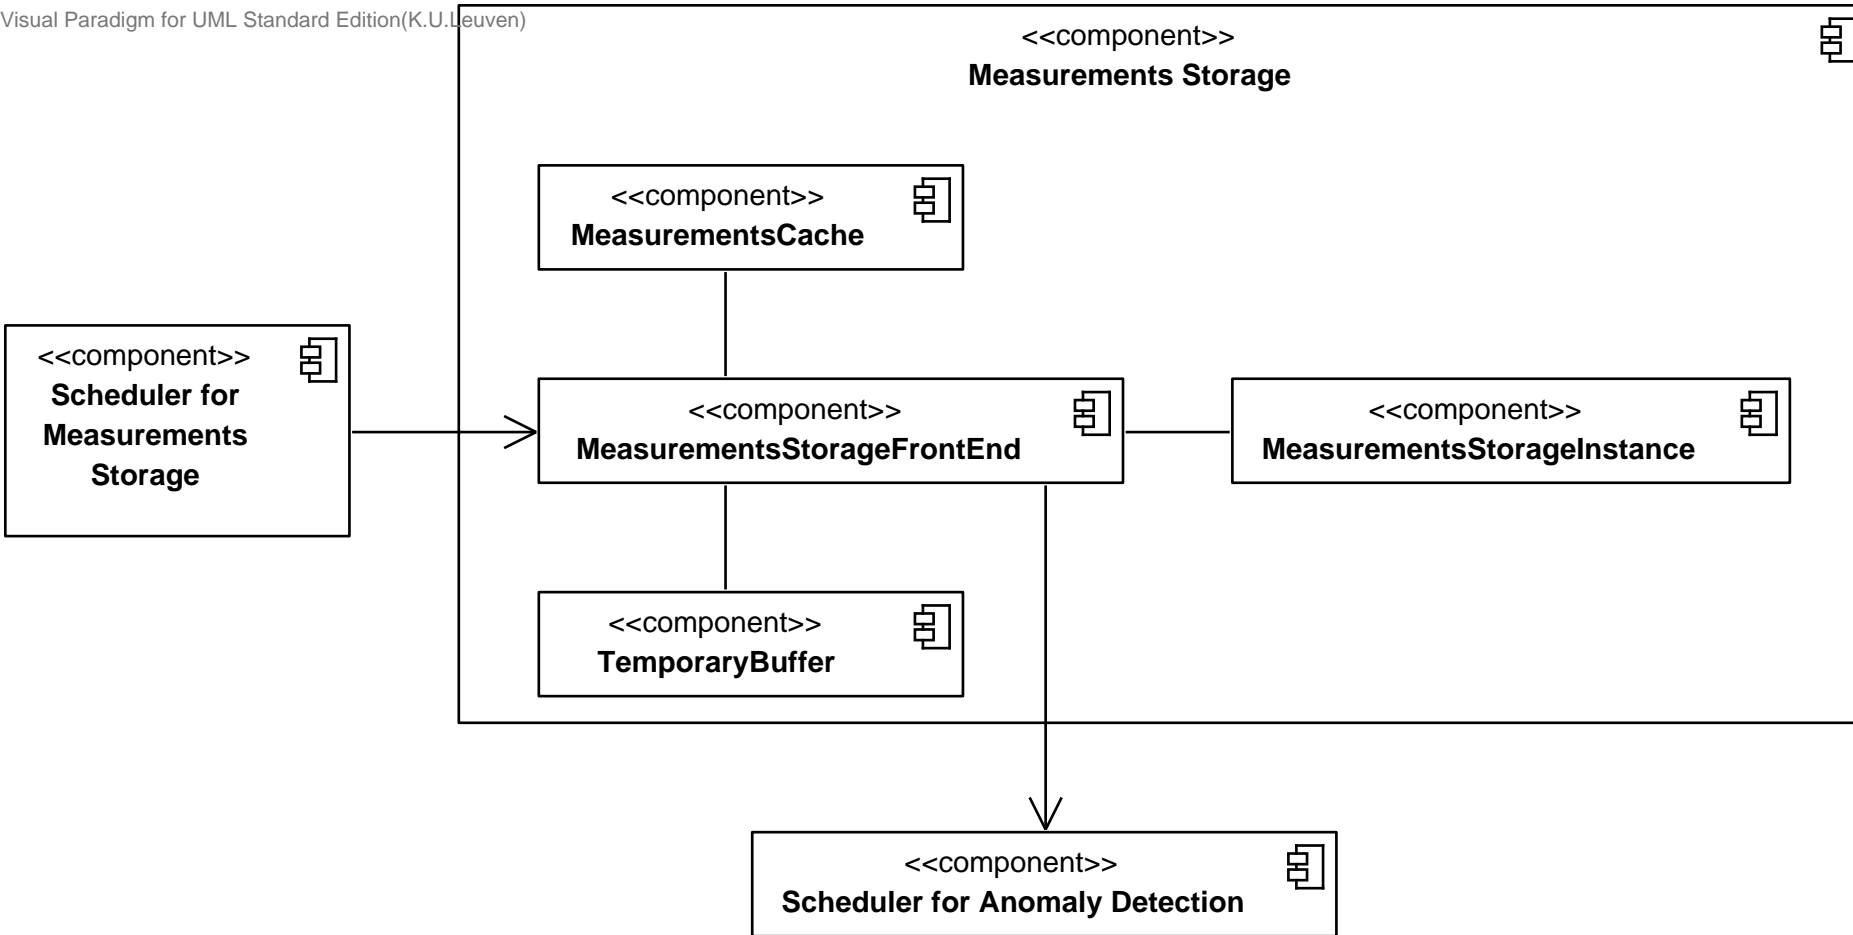 Visual Paradigm for UML Standard Edition(K.U.Leuven)
<<component>>
Measurements Storage
<<component>>
MeasurementsCache
<<component>>
Scheduler for
Measurements
Storage
<<component>>
MeasurementsStorageFrontEnd
<<component>>
MeasurementsStorageInstance
<<component>>
TemporaryBuffer
<<component>>
Scheduler for Anomaly Detection